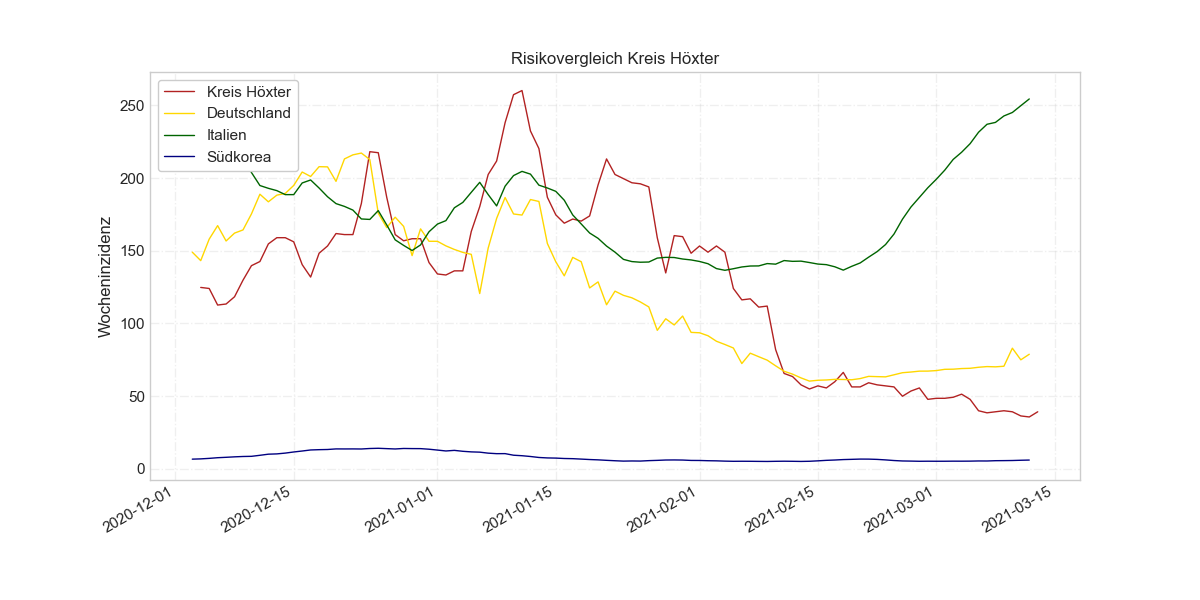 Risikovergleich Kreis Höxter
Kreis Höxter
Deutschland
Italien
Südkorea
Wocheninzidenz
250
200
150
100
50
0
2020-12-01
2020-12-15
2021-01-01
2021-01-15
2021-02-01
2021-02-15
2021-03-01
2021-03-15